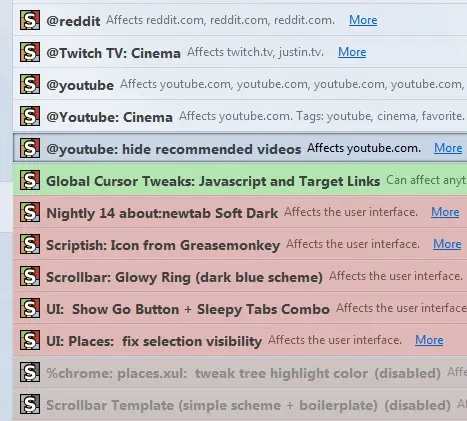 @reddit Affects reddit.com, reddit.com, reddit.com. More
@Twitch TV: Cinema Affects twitch.tv, justin.tv. More
@youtube Affects youtube.com, youtube.com, youtube.com, youtube.com,
@Youtube: Cinema Affects youtube.com. Tags: youtube, cinema, favorite.
@youtube: hide recommended videos Affects youtube.com. More
Global Cursor Tweaks: Javascript and Target Links Can affect anyt
Nightly 14 about:newtab Soft Dark Affects the user interface. More
Scriptish: Icon from Greasemonkey Affects the user interface. More
Scrollbar: Glowy Ring (dark blue scheme) Affects the user interface.
UI: Show Go Button + Sleepy Tabs Combo Affects the user interface.
UI: Places: fix selection visibility Affects the user interface. More
%chrome: places.xul: tweak tree highlight color (disabled) Affe
Scrollbar Template (simple scheme + boilerplate) (disabled) Aff